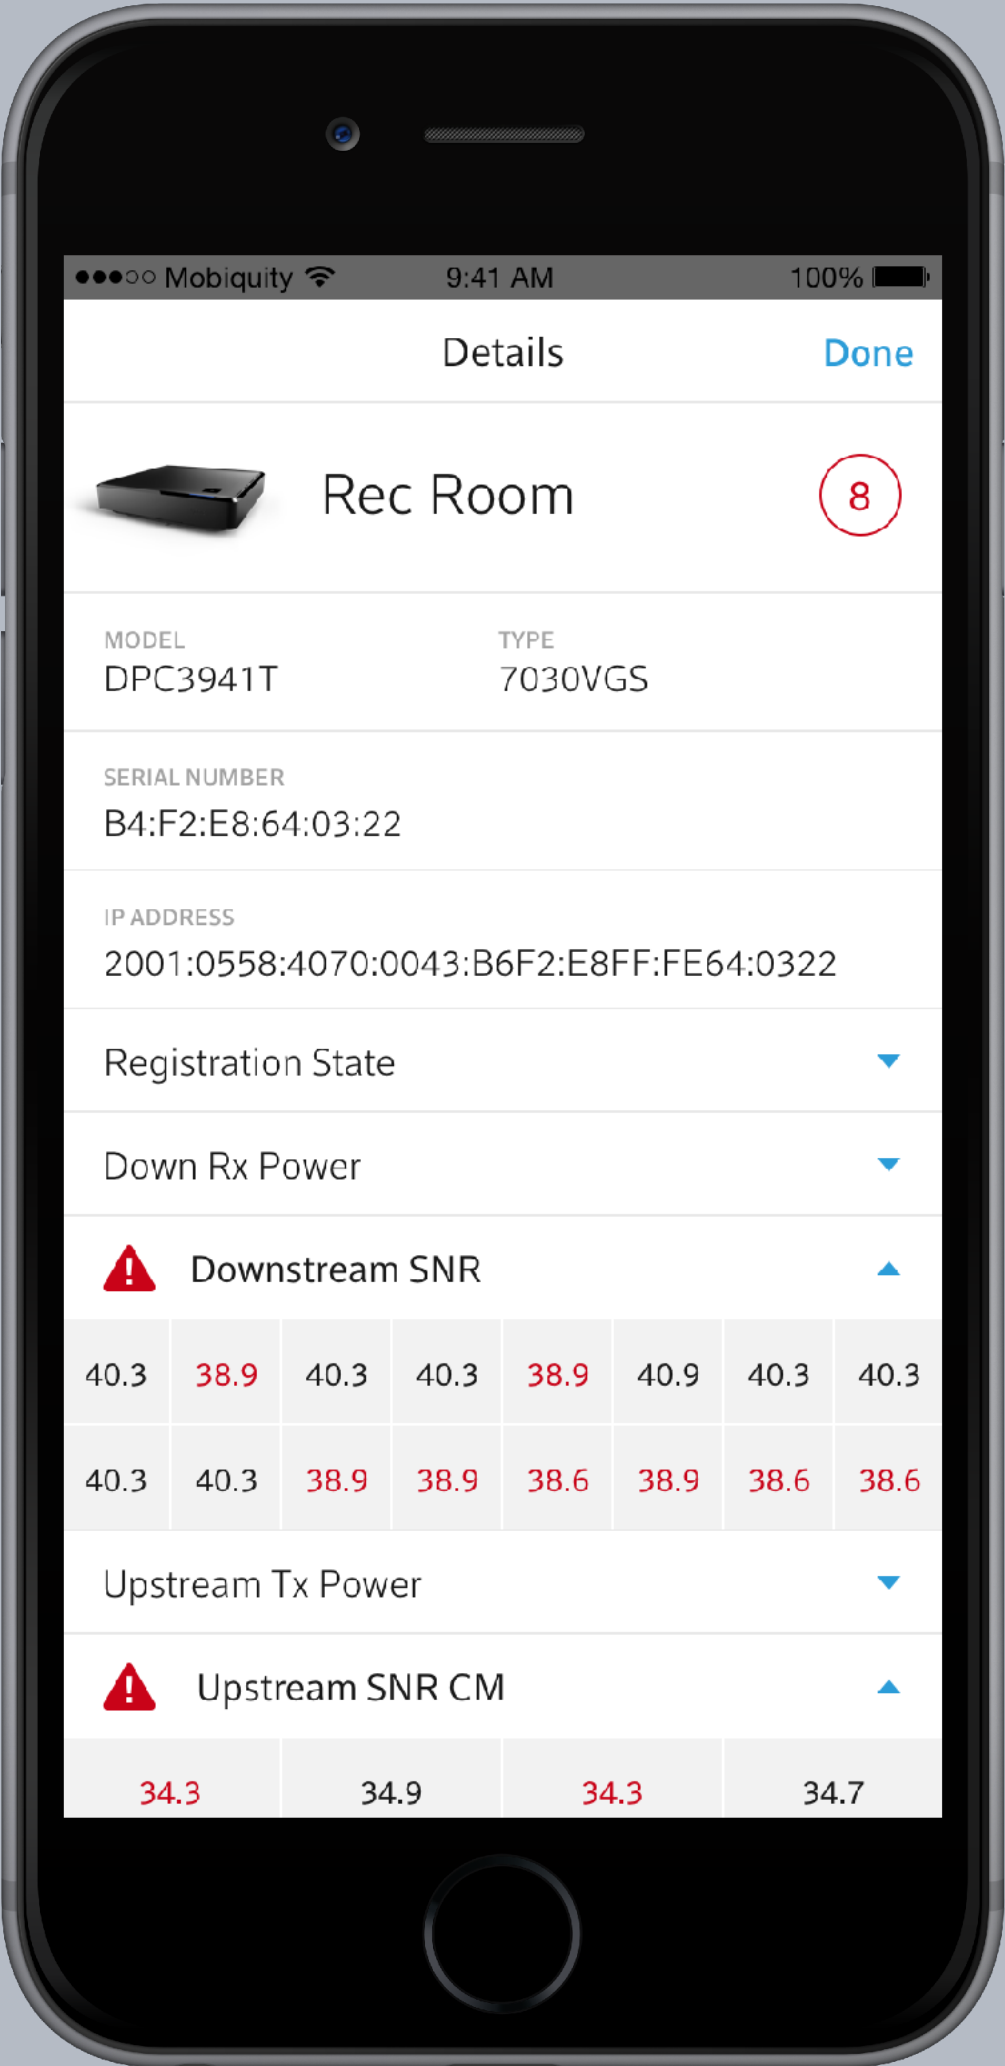 Mobiquity 9:41 AM 100%
Details Done
Rec Room 8
MODEL TYPE
DPC3941T 7030VGS
SERIAL NUMBER
B4:F2:E8:64:03:22
IP ADDRESS
2001:0558:4070:0043:B6F2:E8FF:FE64:0322
Registration State
Down Rx Power
Downstream SNR
40.3 38.9 40.3 40.3 38.9 40.9 40.3 40.3
40.3 40.3 38.9 38.9 38.6 38.9 38.6 38.6
Upstream Tx Power
Upstream SNR CM
34.3 34.9 34.3 34.7